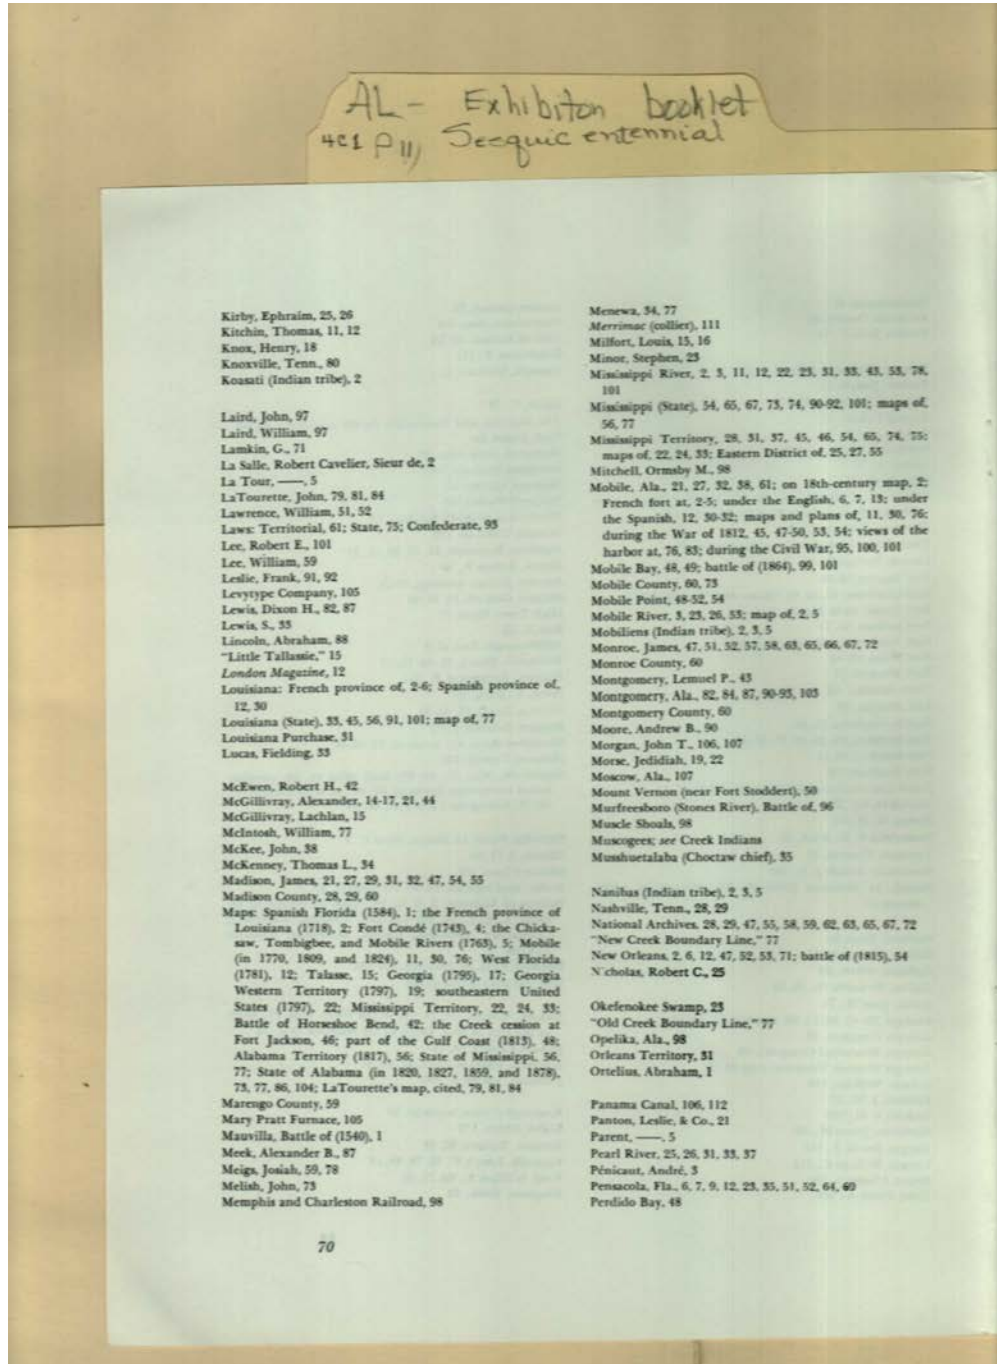 AL - Exhibiton booklet
4C1 P11, Seequic entennial
Kirby, Ephraim, 25, 26
Kitchin, Thomas, 11, 12
Knox, Henry, 18
Knoxville, Tenn., 80
Koasati (Indian tribe), 2
Laird, John, 97
Laird, William, 97
Lamkin, G., 71
La Salle, Robert Cavelier, Sieur de, 2
La Tour, ——, 5
LaTourette, John, 79, 81, 84
Lawrence, William, 51, 52
Laws: Territorial, 61; State, 75; Confederate, 93
Lee, Robert E., 101
Lee, William, 59
Leslie, Frank, 91, 92
Levytype Company, 105
Lewis, Dixon H., 82, 87
Lewis, S., 33
Lincoln, Abraham, 88
"Little Tallassie," 15
London Magazine, 12
Louisiana: French province of, 2-6; Spanish province of,
12, 30
Louisiana (State), 33, 45, 56, 91, 101; map of, 77
Louisiana Purchase, 31
Lucas, Fielding, 33
McEwen, Robert H., 42
McGillivray, Alexander, 14-17, 21, 44
McGillivray, Lachlan, 15
McIntosh, William, 77
McKee, John, 38
McKenney, Thomas L., 34
Madison, James, 21, 27, 29, 31, 32, 47, 54, 55
Madison County, 28, 29, 60
Maps: Spanish Florida (1584), 1; the French province of
Louisiana (1718), 2; Fort Condé (1743), 4; the Chicka-
saw, Tombigbee, and Mobile Rivers (1763), 5; Mobile
(in 1770, 1809, and 1824), 11, 30, 76; West Florida
(1781), 12; Talasse, 15; Georgia (1795), 17; Georgia
Western Territory (1797), 19; southeastern United
States (1797), 22; Mississippi Territory, 22, 24, 33;
Battle of Horseshoe Bend, 42; the Creek cession at
Fort Jackson, 46; part of the Gulf Coast (1813), 48;
Alabama Territory (1817), 56; State of Mississippi, 56,
77; State of Alabama (in 1820, 1827, 1859, and 1878),
73, 77, 86, 104; LaTourette's map, cited, 79, 81, 84
Marengo County, 59
Mary Pratt Furnace, 105
Mauvilla, Battle of (1540), 1
Meek, Alexander B., 87
Meigs, Josiah, 59, 78
Melish, John, 73
Memphis and Charleston Railroad, 98
70
Menewa, 34, 77
Merrimac (collier), 111
Milfort, Louis, 15, 16
Minor, Stephen, 23
Mississippi River, 2, 3, 11, 12, 22, 23, 31, 33, 43, 53, 78,
101
Mississippi (State), 54, 65, 67, 73, 74, 90-92, 101; maps of,
56, 77
Mississippi Territory, 28, 31, 37, 45, 46, 54, 65, 74, 75;
maps of, 22, 24, 33; Eastern District of, 25, 27, 55
Mitchell, Ormsby M., 98
Mobile, Ala., 21, 27, 32, 38, 61; on 18th-century map, 2;
French fort at, 2-5; under the English, 6, 7, 13; under
the Spanish, 12, 30-32; maps and plans of, 11, 30, 76;
during the War of 1812, 45, 47-50, 53, 54; views of the
harbor at, 76, 83; during the Civil War, 95, 100, 101
Mobile Bay, 48, 49; battle of (1864), 99, 101
Mobile County, 60, 73
Mobile Point, 48-52, 54
Mobile River, 3, 23, 26, 53; map of, 2, 5
Mobiliens (Indian tribe), 2, 3, 5
Monroe, James, 47, 51, 52, 57, 58, 63, 65, 66, 67, 72
Monroe County, 60
Montgomery, Lemuel P., 43
Montgomery, Ala., 82, 84, 87, 90-93, 103
Montgomery County, 60
Moore, Andrew B., 90
Morgan, John T., 106, 107
Morse, Jedidiah, 19, 22
Moscow, Ala., 107
Mount Vernon (near Fort Stoddert), 50
Murfreesboro (Stones River), Battle of, 96
Muscle Shoals, 98
Muscogees; see Creek Indians
Musshuetalaba (Choctaw chief), 35
Nanibas (Indian tribe), 2, 3, 5
Nashville, Tenn., 28, 29
National Archives, 28, 29, 47, 55, 58, 59, 62, 63, 65, 67, 72
"New Creek Boundary Line," 77
New Orleans, 2, 6, 12, 47, 52, 53, 71; battle of (1815), 54
Nicholas, Robert C., 25
Okefenokee Swamp, 23
"Old Creek Boundary Line," 77
Opelika, Ala., 98
Orleans Territory, 31
Ortelius, Abraham, 1
Panama Canal, 106, 112
Panton, Leslie, & Co., 21
Parent, ——, 5
Pearl River, 25, 26, 31, 33, 37
Pénicaut, André, 3
Pensacola, Fla., 6, 7, 9, 12, 23, 35, 51, 52, 64, 69
Perdido Bay, 48